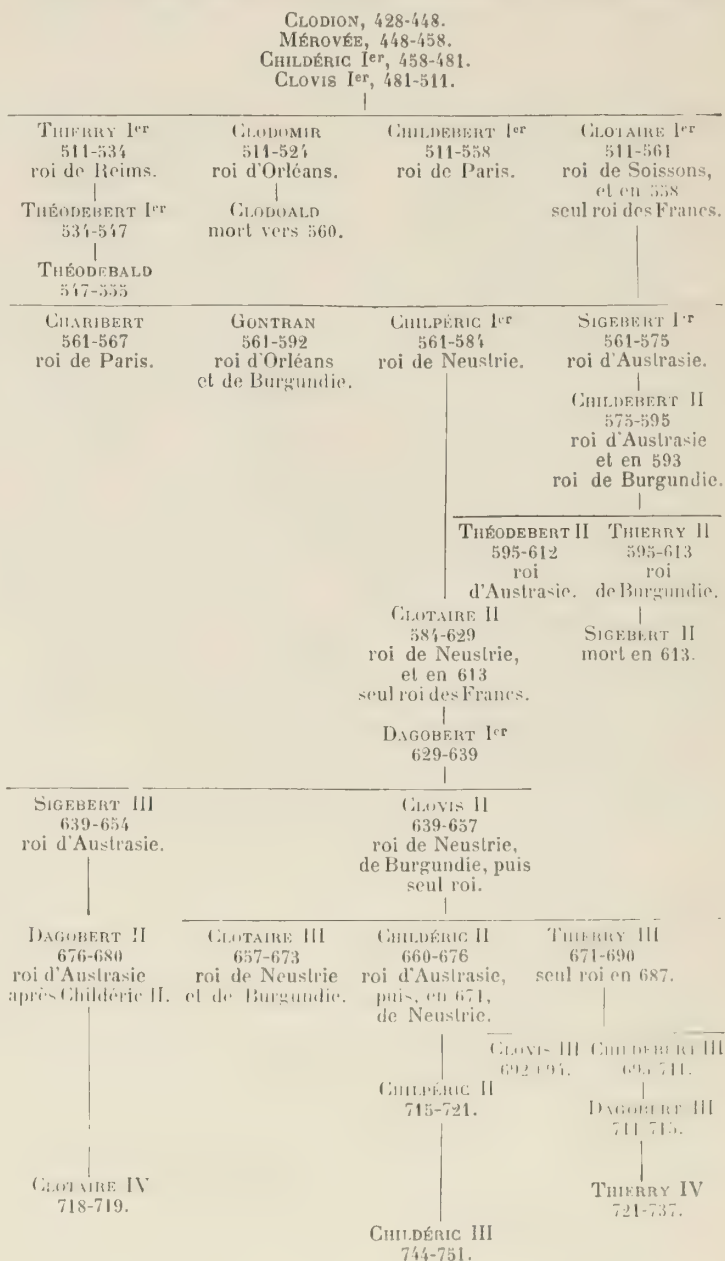 CLODION, 428-448.
MÉROVÉE, 448-458.
CHILDÉRIC Ier, 458-481.
CLOVIS Ier, 481-511.
THIERRY Ier
511-534
roi de Reims.
THÉODEBERT Ier
534-547
THÉODEBALD
547-555
CLODOMIR
511-524
roi d'Orléans.
CLODOALD
mort vers 560.
CHILDEBERT Ier
511-558
roi de Paris.
CLOTAIRE Ier
511-561
roi de Soissons,
et en 558
seul roi des Francs.
CHARIBERT
561-567
roi de Paris.
GONTRAN
561-592
roi d'Orléans
et de Burgundie.
CHILPÉRIC Ier
561-584
roi de Neustrie.
SIGEBERT Ier
561-575
roi d'Austrasie.
CHILDEBERT II
575-595
roi d'Austrasie
et en 593
roi de Burgundie.
THÉODEBERT II
595-612
roi
d'Austrasie.
THIERRY II
595-613
roi
de Burgundie.
SIGEBERT II
mort en 613.
CLOTAIRE II
584-629
roi de Neustrie,
et en 613
seul roi des Francs.
DAGOBERT Ier
629-639
SIGEBERT III
639-654
roi d'Austrasie.
CLOVIS II
639-657
roi de Neustrie,
de Burgundie, puis
seul roi.
DAGOBERT II
676-680
roi d'Austrasie
après Childéric II.
CLOTAIRE III
657-673
roi de Neustrie
et de Burgundie.
CHILDÉRIC II
660-676
roi d'Austrasie,
puis, en 671,
de Neustrie.
THIERRY III
671-690
seul roi en 687.
CLOVIS III
CHILDEBERT III
CHILPÉRIC II
715-721.
DAGOBERT III
711-715.
CLOTAIRE IV
718-719.
THIERRY IV
721-737.
CHILDÉRIC III
744-751.